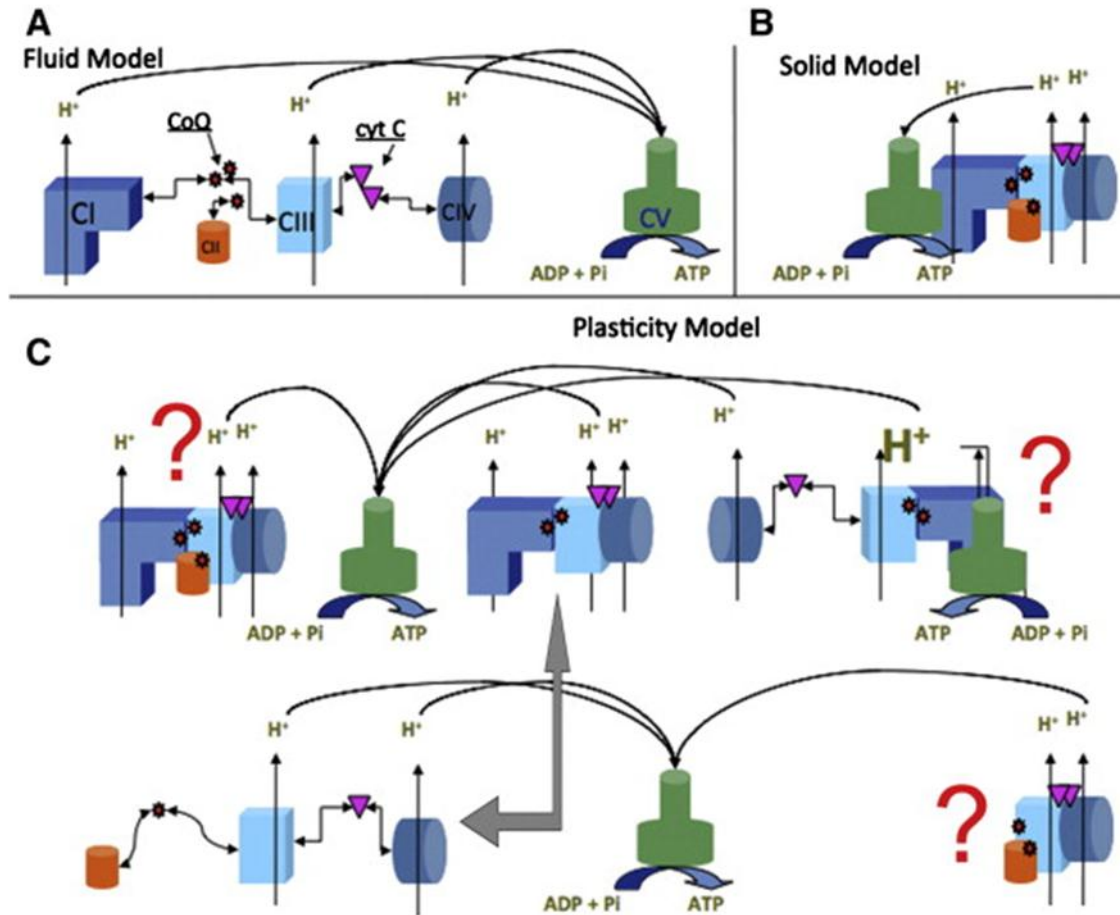 A
Fluid Model
H+
CoQ
H+
cyt C
H+
CI
CII
CIII
CIV
CV
ADP + Pi
ATP
B
Solid Model
H+
H+
H+
ADP + Pi
ATP
Plasticity Model
C
H+
?
H+
H+
ADP + Pi
ATP
H+
H+
H+
H+
H+
?
ATP
ADP + Pi
H+
H+
ADP + Pi
ATP
?
H+
H+